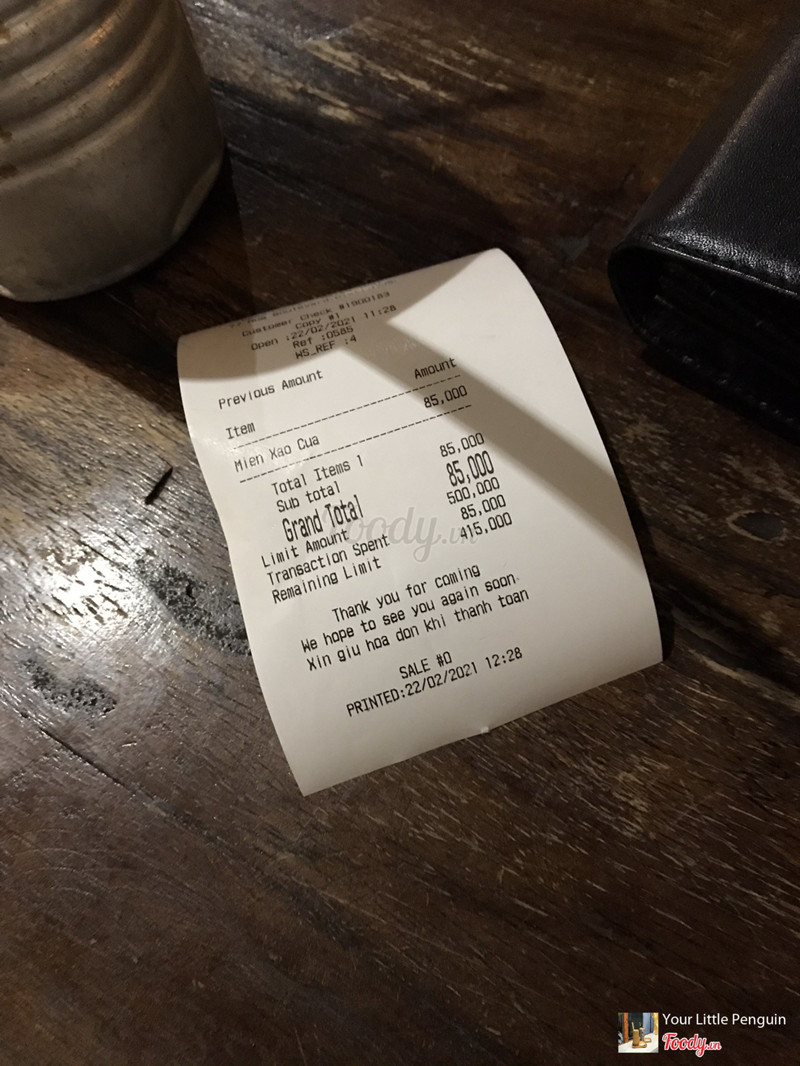 Customer Check #1900183
Copy #1
Open :22/02/2021 11:28
Ref :0585
WS_REF :4
Previous Amount
Item Amount
Mien Xao Cua 85,000
Total Items 1
Sub total 85,000
Grand Total 85,000
Limit Amount 500,000
Transaction Spent 85,000
Remaining Limit 415,000
Thank you for coming
We hope to see you again soon.
Xin giu hoa don khi thanh toan
SALE #0
PRINTED:22/02/2021 12:28
Foody.vn
Your Little Penguin
Foody.vn